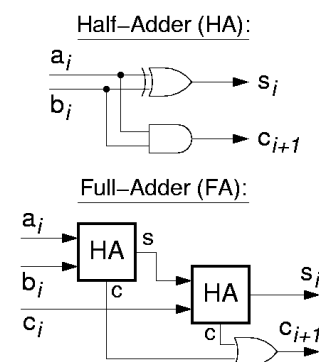 Half-Adder (HA):
a_i
b_i
s_i
c_{i+1}
Full-Adder (FA):
a_i
HA
s
b_i
c
HA
s_i
c_i
c
c_{i+1}